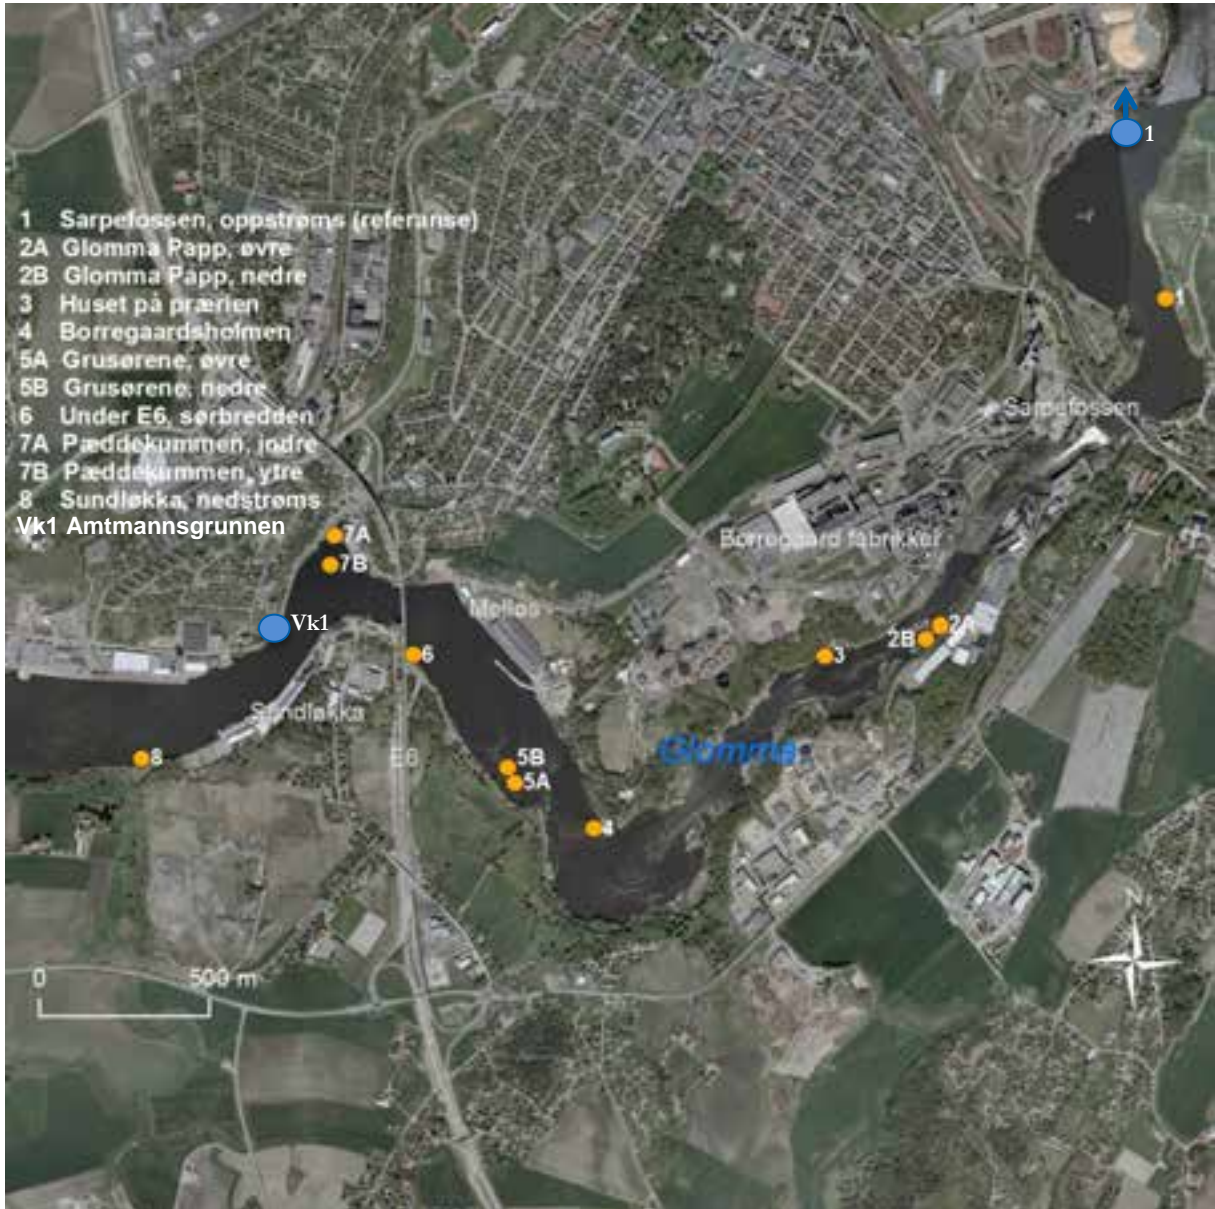 1
1 Sarpefossen, oppstrøms (referanse)
2A Glomma Papp, øvre
2B Glomma Papp, nedre
3 Huset på prærien
4 Borregaardsholmen
5A Grusørene, øvre
5B Grusørene, nedre
6 Under E6, sørbredden
7A Pæddekummen, indre
7B Pæddekummen, ytre
8 Sundløkka, nedstrøms
Vk1 Amtmannsgrunnen
1
Sarpefossen
Borregaard fabrikker
7A
7B
Melløs
Vk1
2A
2B
3
6
Sundløkka
Glomma
E6
8
5B
5A
4
0 500 m